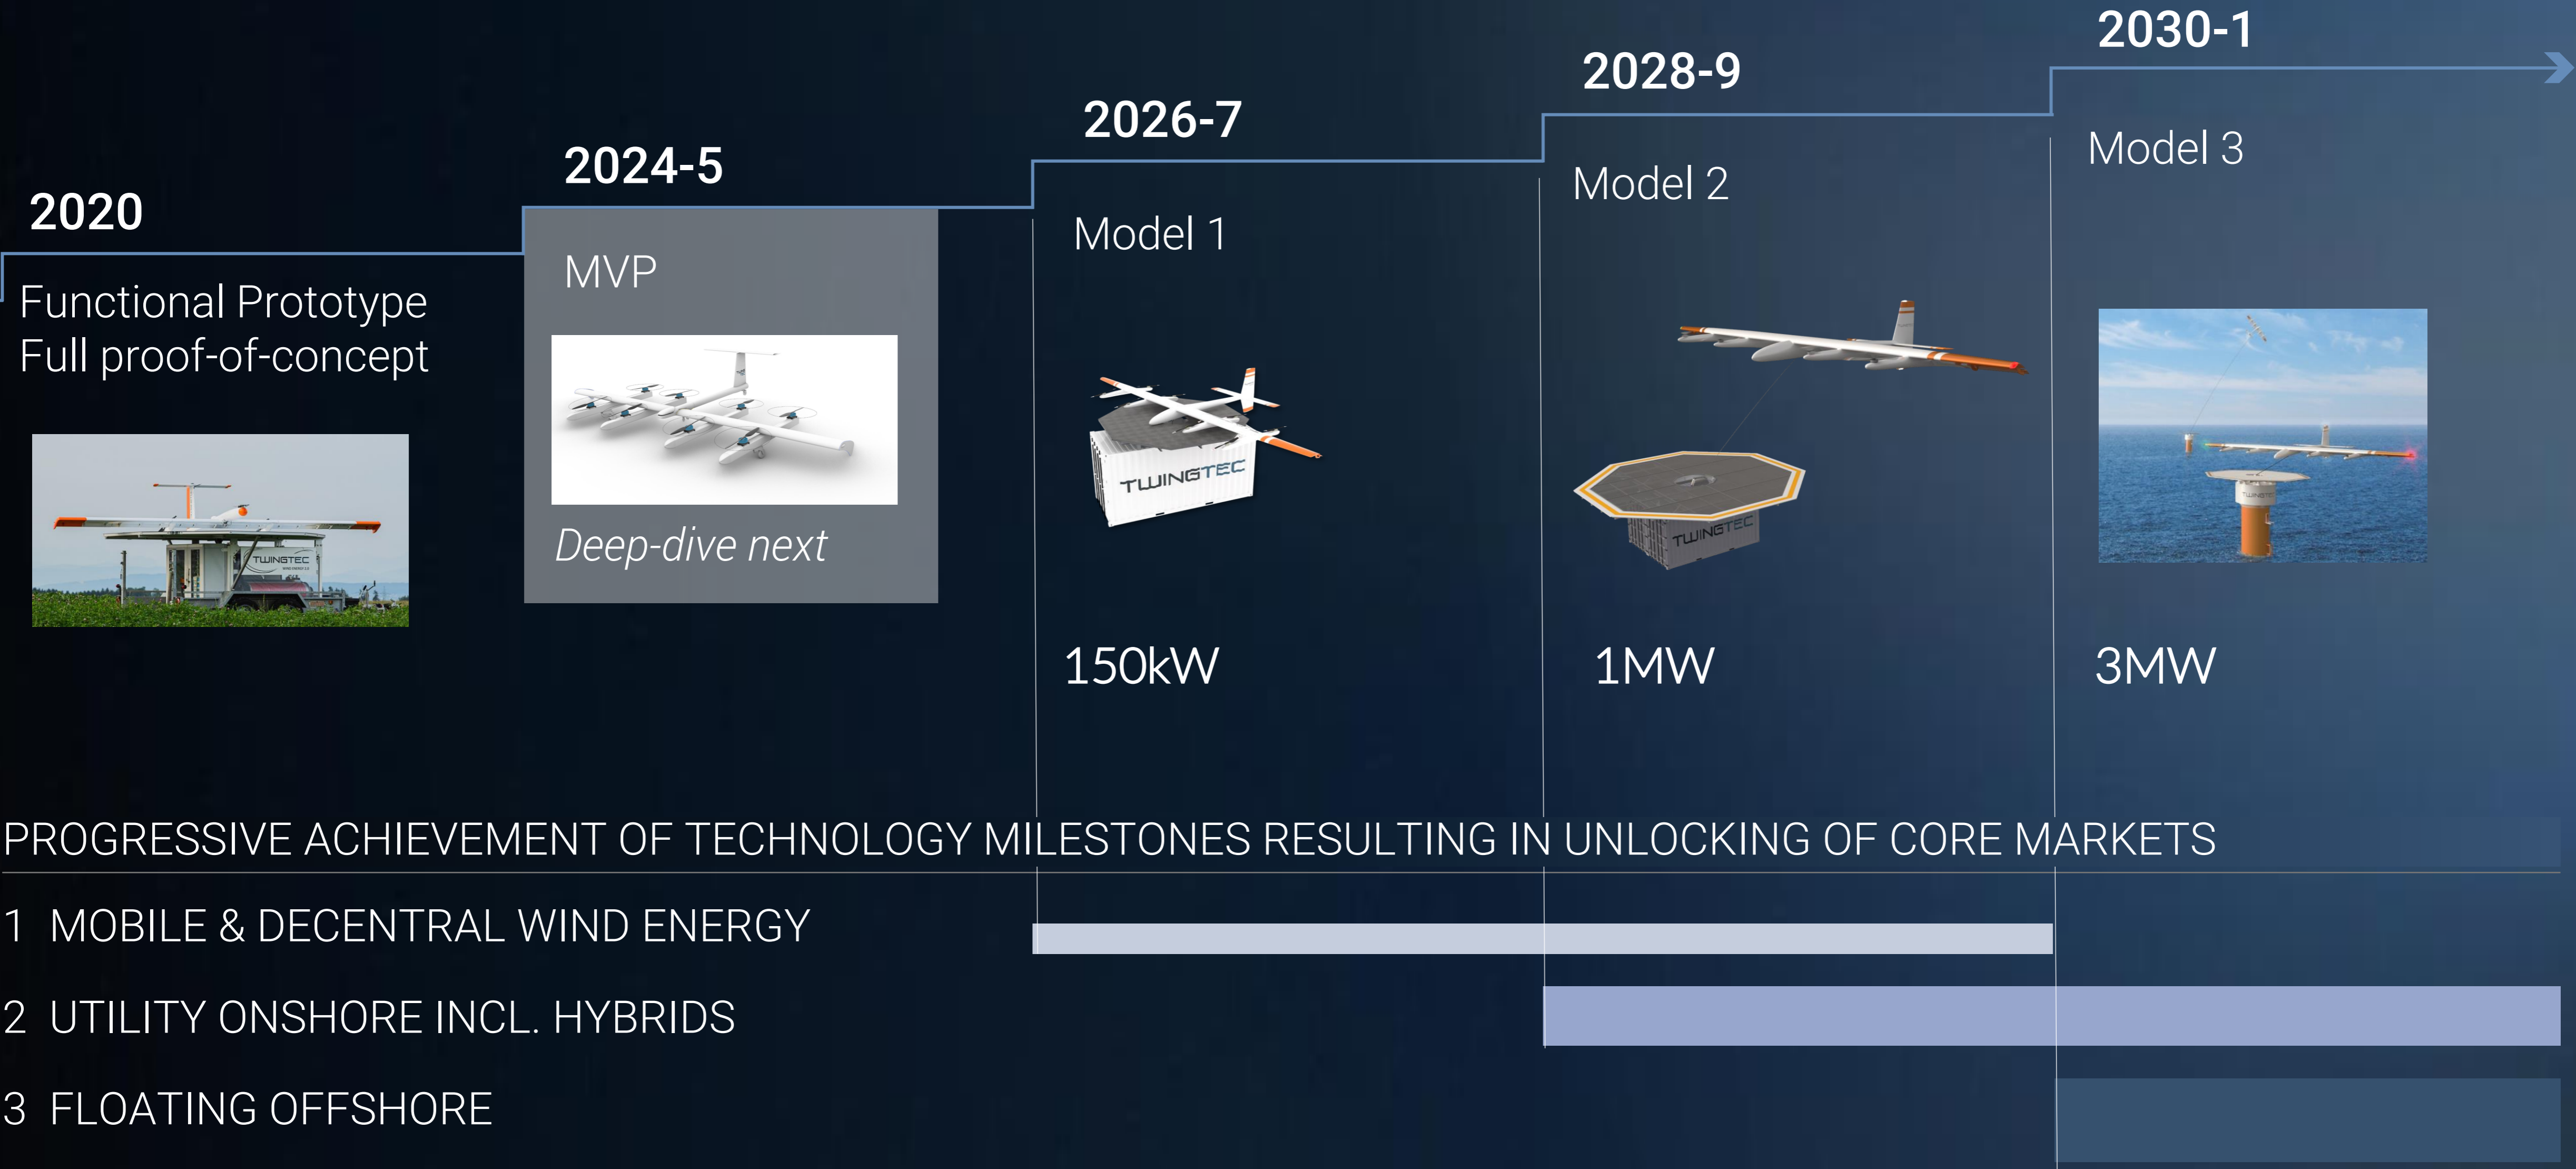 2020
Functional Prototype
Full proof-of-concept
TWINGTEC
2024-5
MVP
Deep-dive next
2026-7
Model 1
TWINGTEC
150kW
2028-9
Model 2
TWINGTEC
1MW
2030-1
Model 3
TWINGTEC
3MW
PROGRESSIVE ACHIEVEMENT OF TECHNOLOGY MILESTONES RESULTING IN UNLOCKING OF CORE MARKETS
1 MOBILE & DECENTRAL WIND ENERGY
2 UTILITY ONSHORE INCL. HYBRIDS
3 FLOATING OFFSHORE